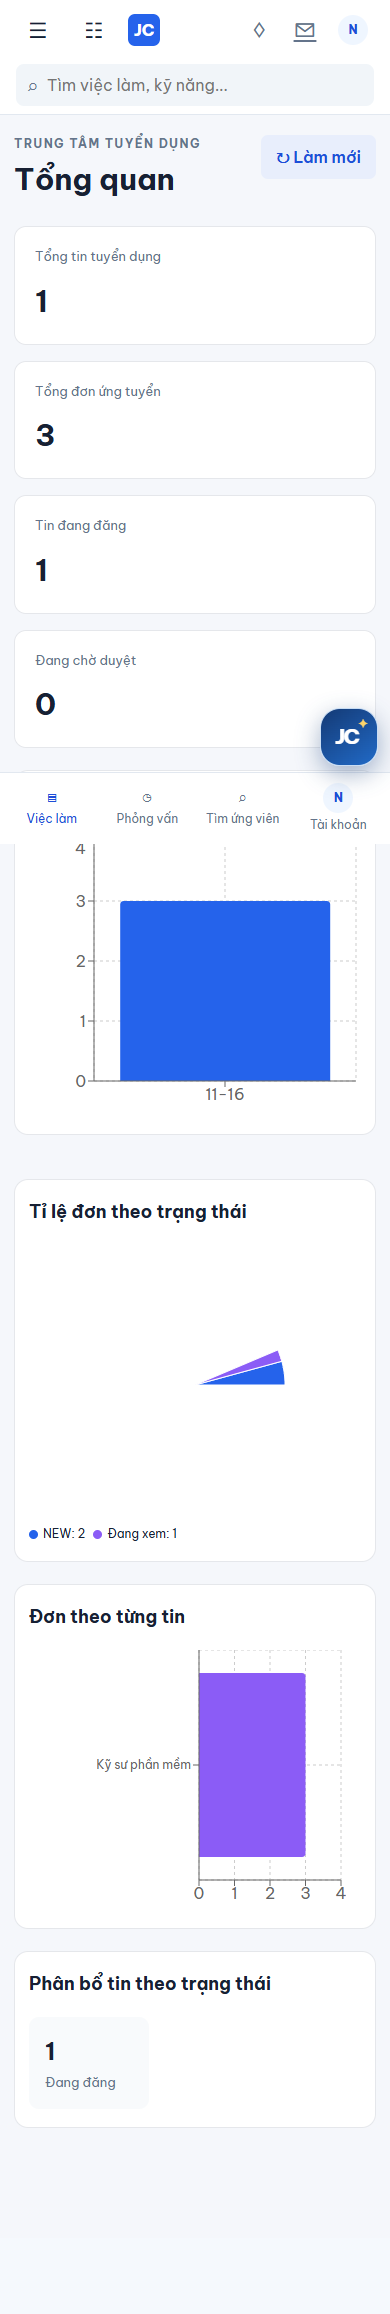 JC
N
Tìm việc làm, kỹ năng...
TRUNG TÂM TUYỂN DỤNG
Tổng quan
↻ Làm mới
Tổng tin tuyển dụng
1
Tổng đơn ứng tuyển
3
Tin đang đăng
1
Đang chờ duyệt
0
JC
Việc làm
Phỏng vấn
Tìm ứng viên
N
Tài khoản
4
3
2
1
0
11-16
Tỉ lệ đơn theo trạng thái
NEW: 2 Đang xem: 1
Đơn theo từng tin
Kỹ sư phần mềm
0 1 2 3 4
Phân bổ tin theo trạng thái
1
Đang đăng